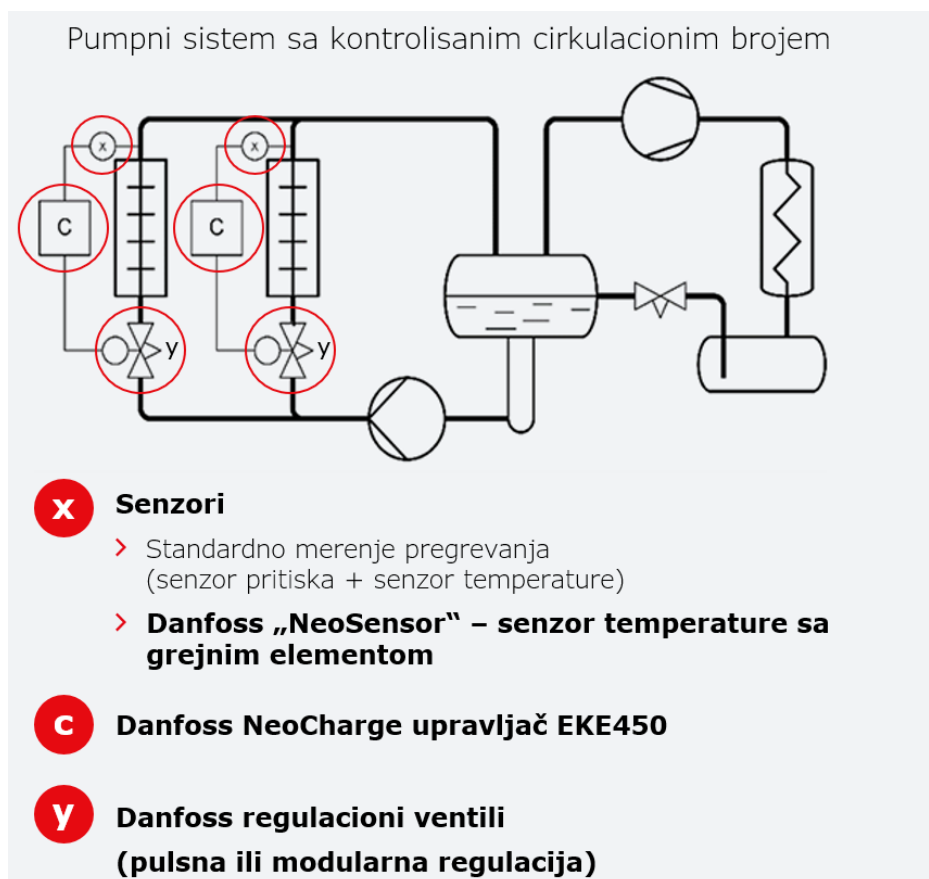 Pumpni sistem sa kontrolisanim cirkulacionim brojem
x
x
C
C
y
y
x
Senzori
Standardno merenje pregrevanja
(senzor pritiska + senzor temperature)
Danfoss „NeoSensor“ – senzor temperature sa
grejnim elementom
c
Danfoss NeoCharge upravljač EKE450
y
Danfoss regulacioni ventili
(pulsna ili modularna regulacija)